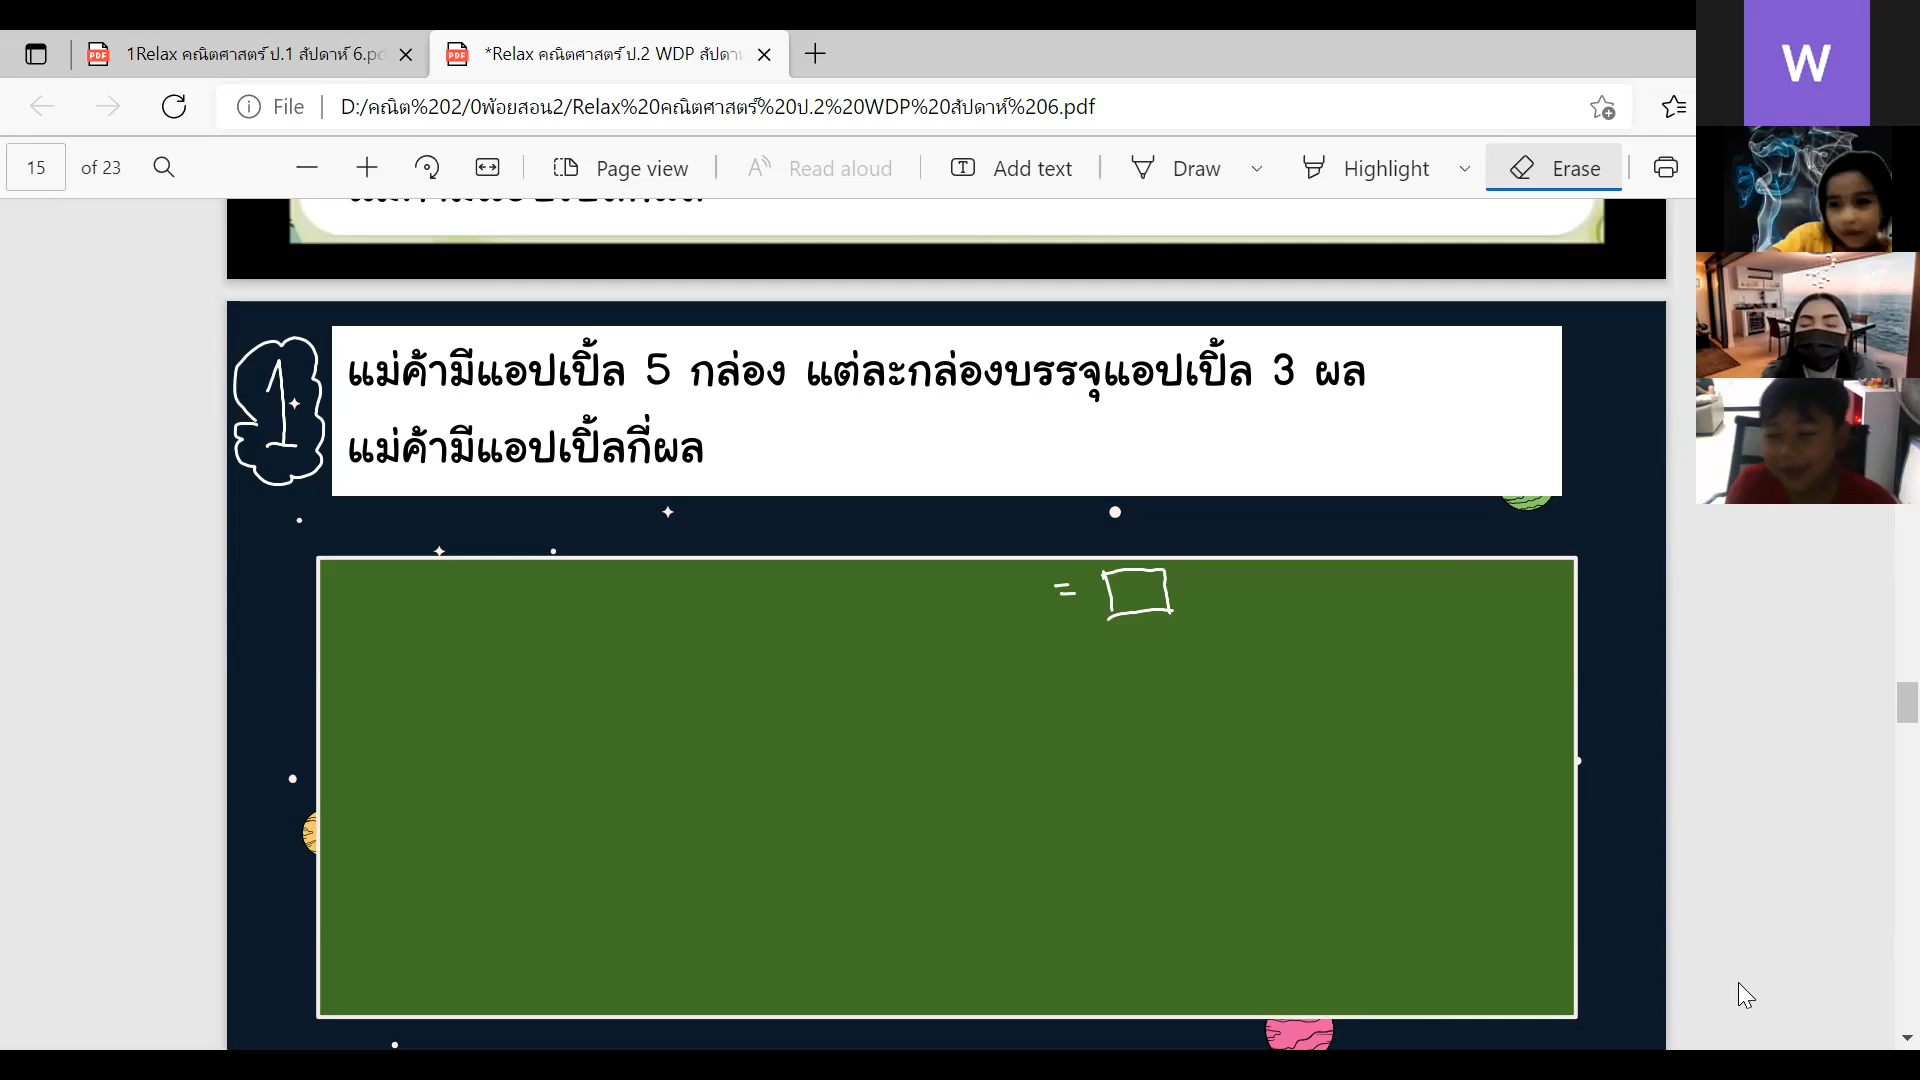 1Relax คณิตศาสตร์ ป.1 สัปดาห์ 6.pd
*Relax คณิตศาสตร์ ป.2 WDP สัปดา
File
D:/คณิต%202/0พ้อยสอน2/Relax%20คณิตศาสตร์%20ป.2%20WDP%20สัปดาห์%206.pdf
15 of 23
Page view
Read aloud
Add text
Draw
Highlight
Erase
W
1
แม่ค้ามีแอปเปิ้ล 5 กล่อง แต่ละกล่องบรรจุแอปเปิ้ล 3 ผล
แม่ค้ามีแอปเปิ้ลกี่ผล
=